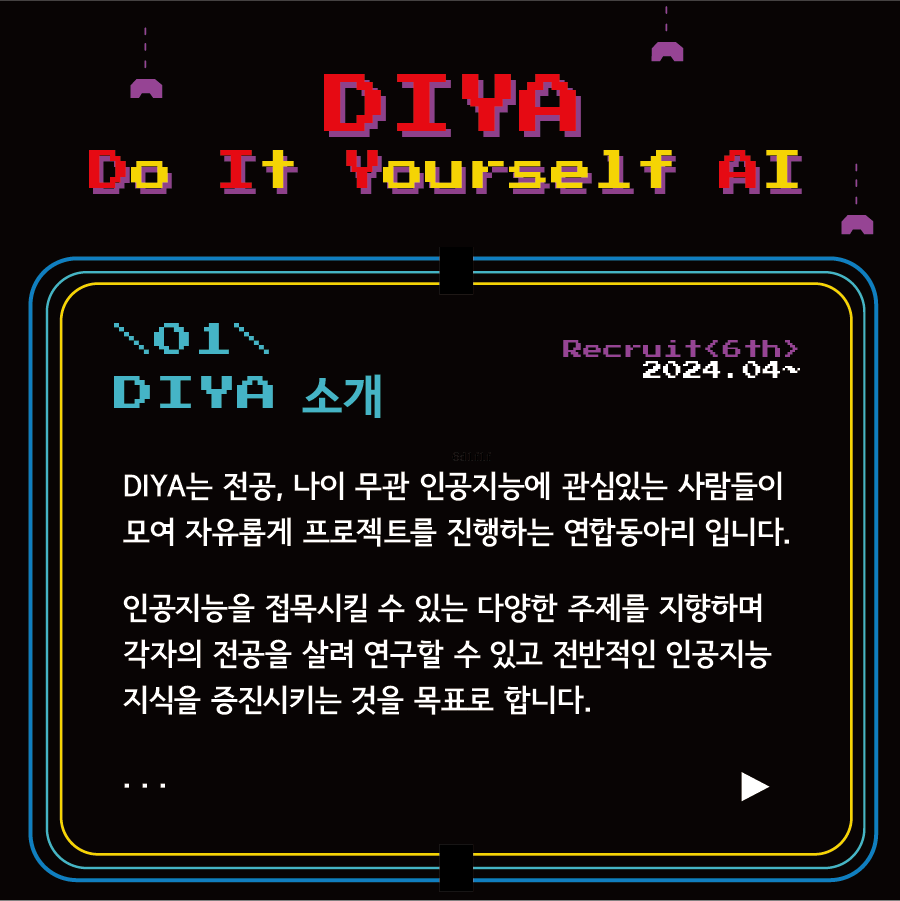 DIYA
Do It Yourself AI
\01\
DIYA 소개
Recruit<6th>
2024.04~
DIYA는 전공, 나이 무관 인공지능에 관심있는 사람들이
모여 자유롭게 프로젝트를 진행하는 연합동아리 입니다.
인공지능을 접목시킬 수 있는 다양한 주제를 지향하며
각자의 전공을 살려 연구할 수 있고 전반적인 인공지능
지식을 증진시키는 것을 목표로 합니다.
...